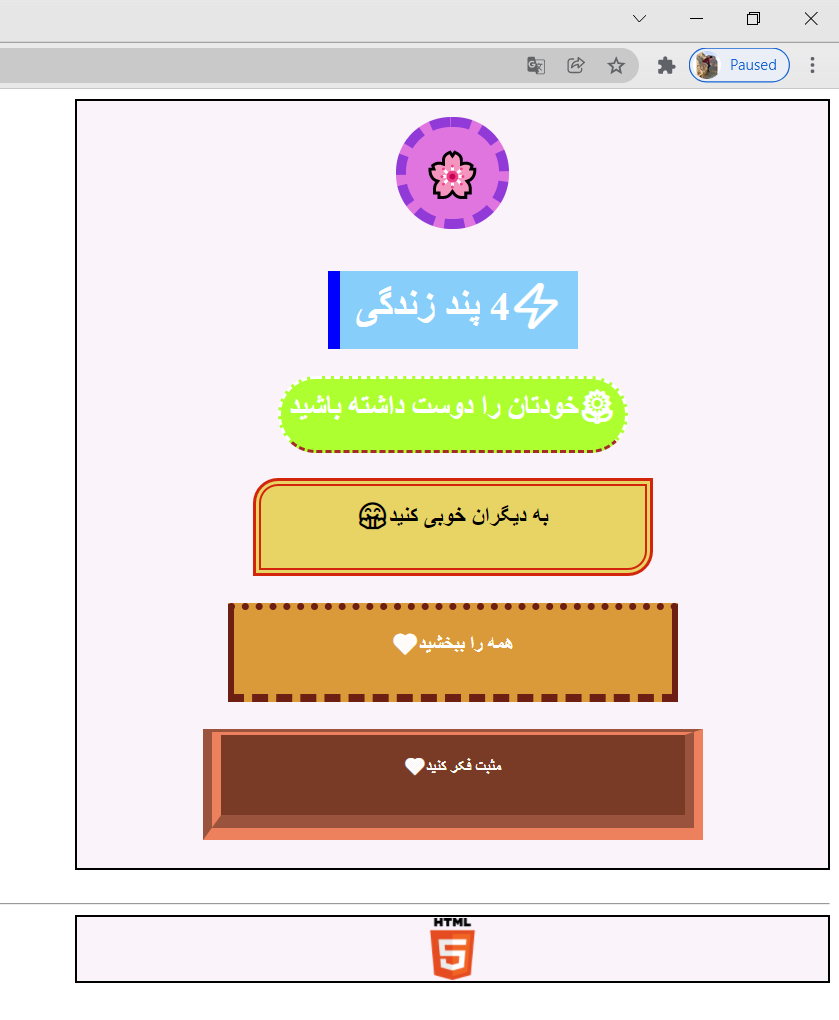 Paused
4 پند زندگی
خودتان را دوست داشته باشید
به دیگران خوبی کنید
همه را ببخشید
مثبت فکر کنید
HTML
5